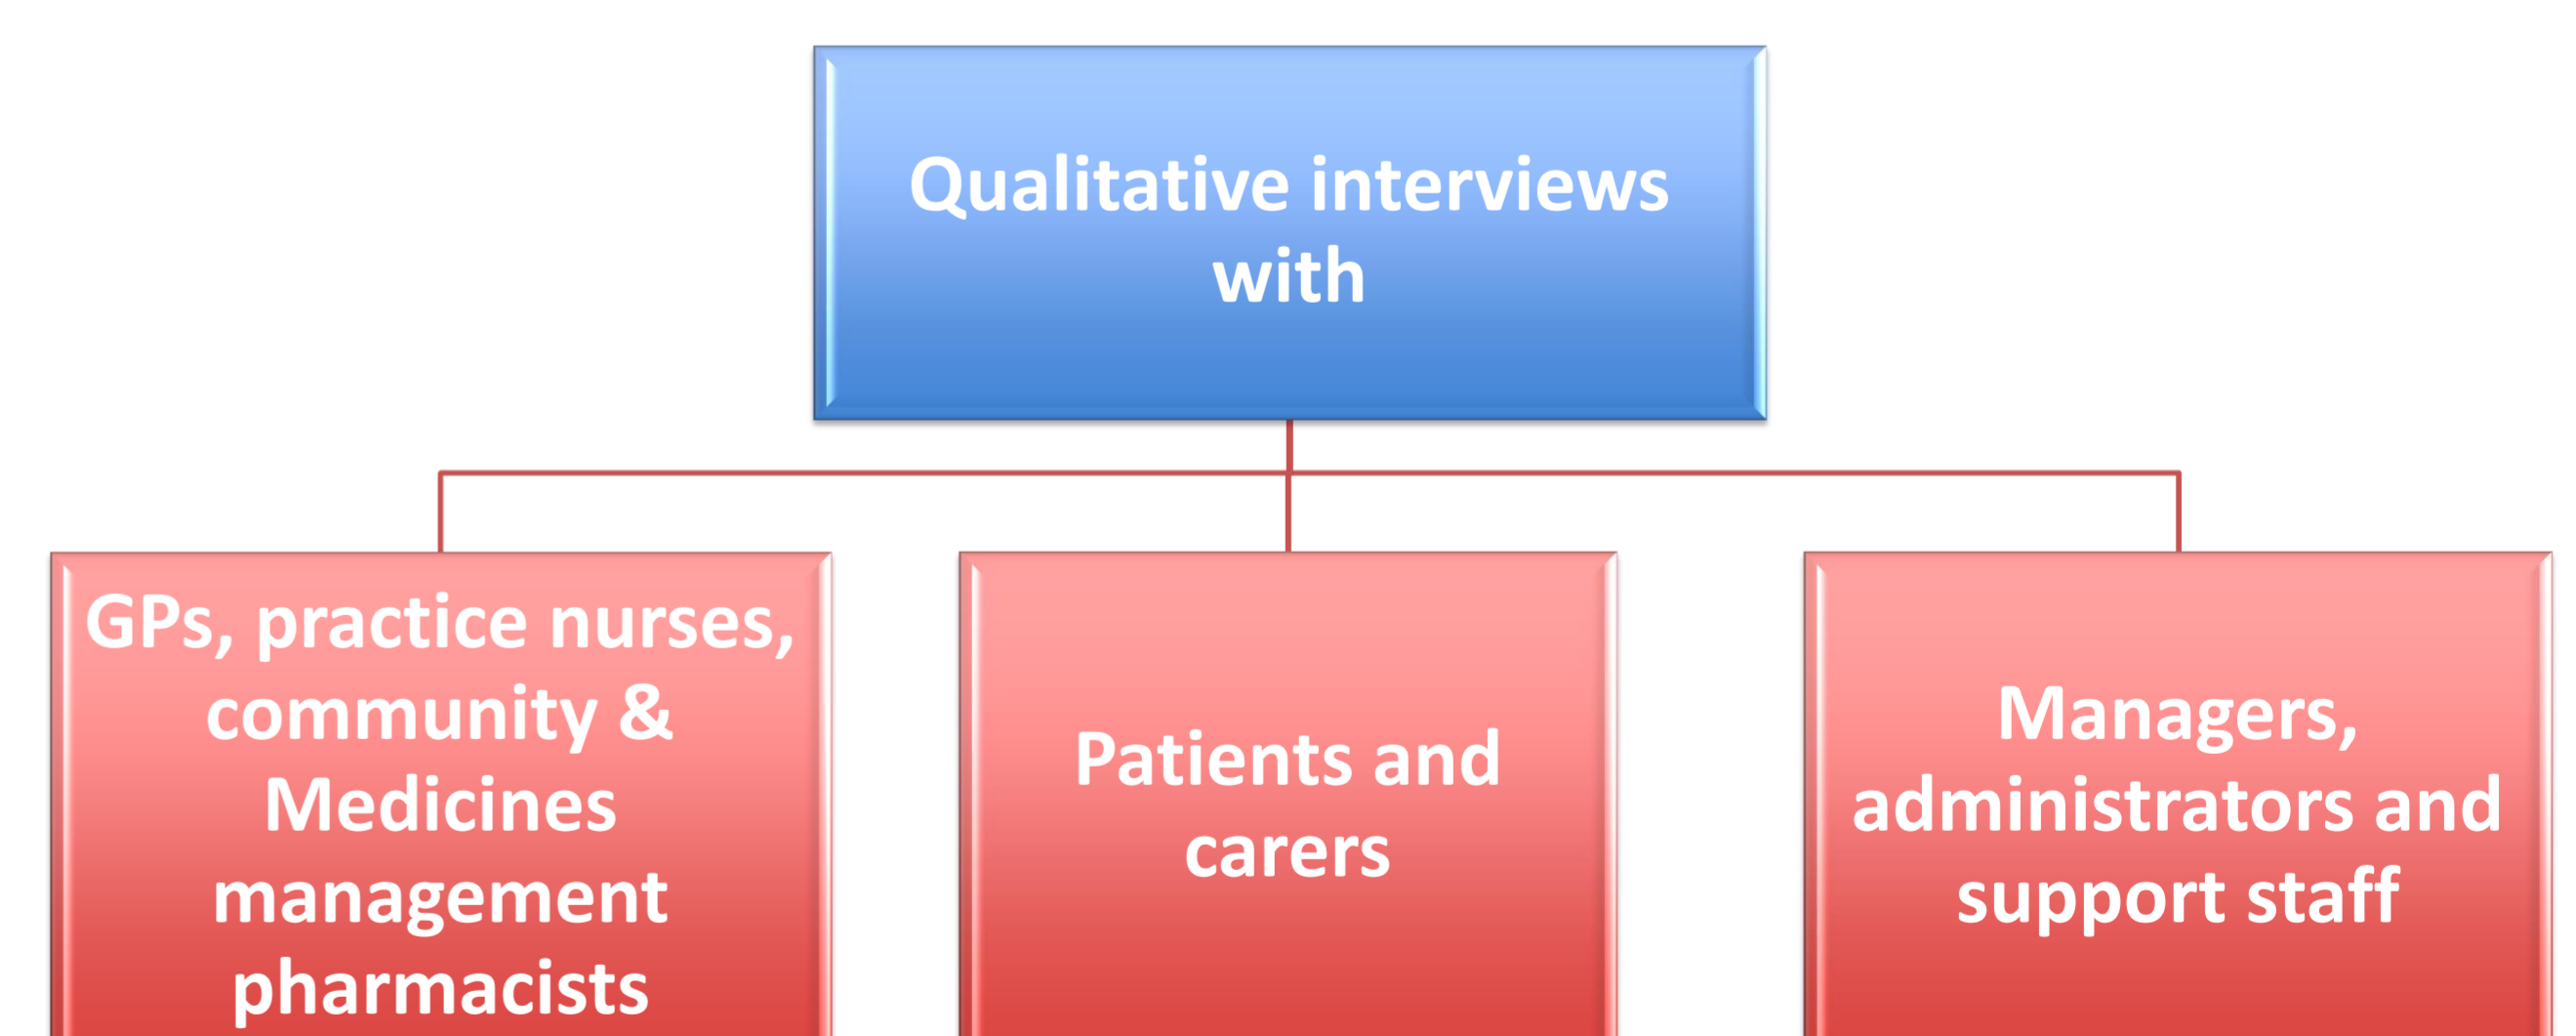 Qualitative interviews
with
GPs, practice nurses,
community &
Medicines
management
pharmacists
Patients and
carers
Managers,
administrators and
support staff